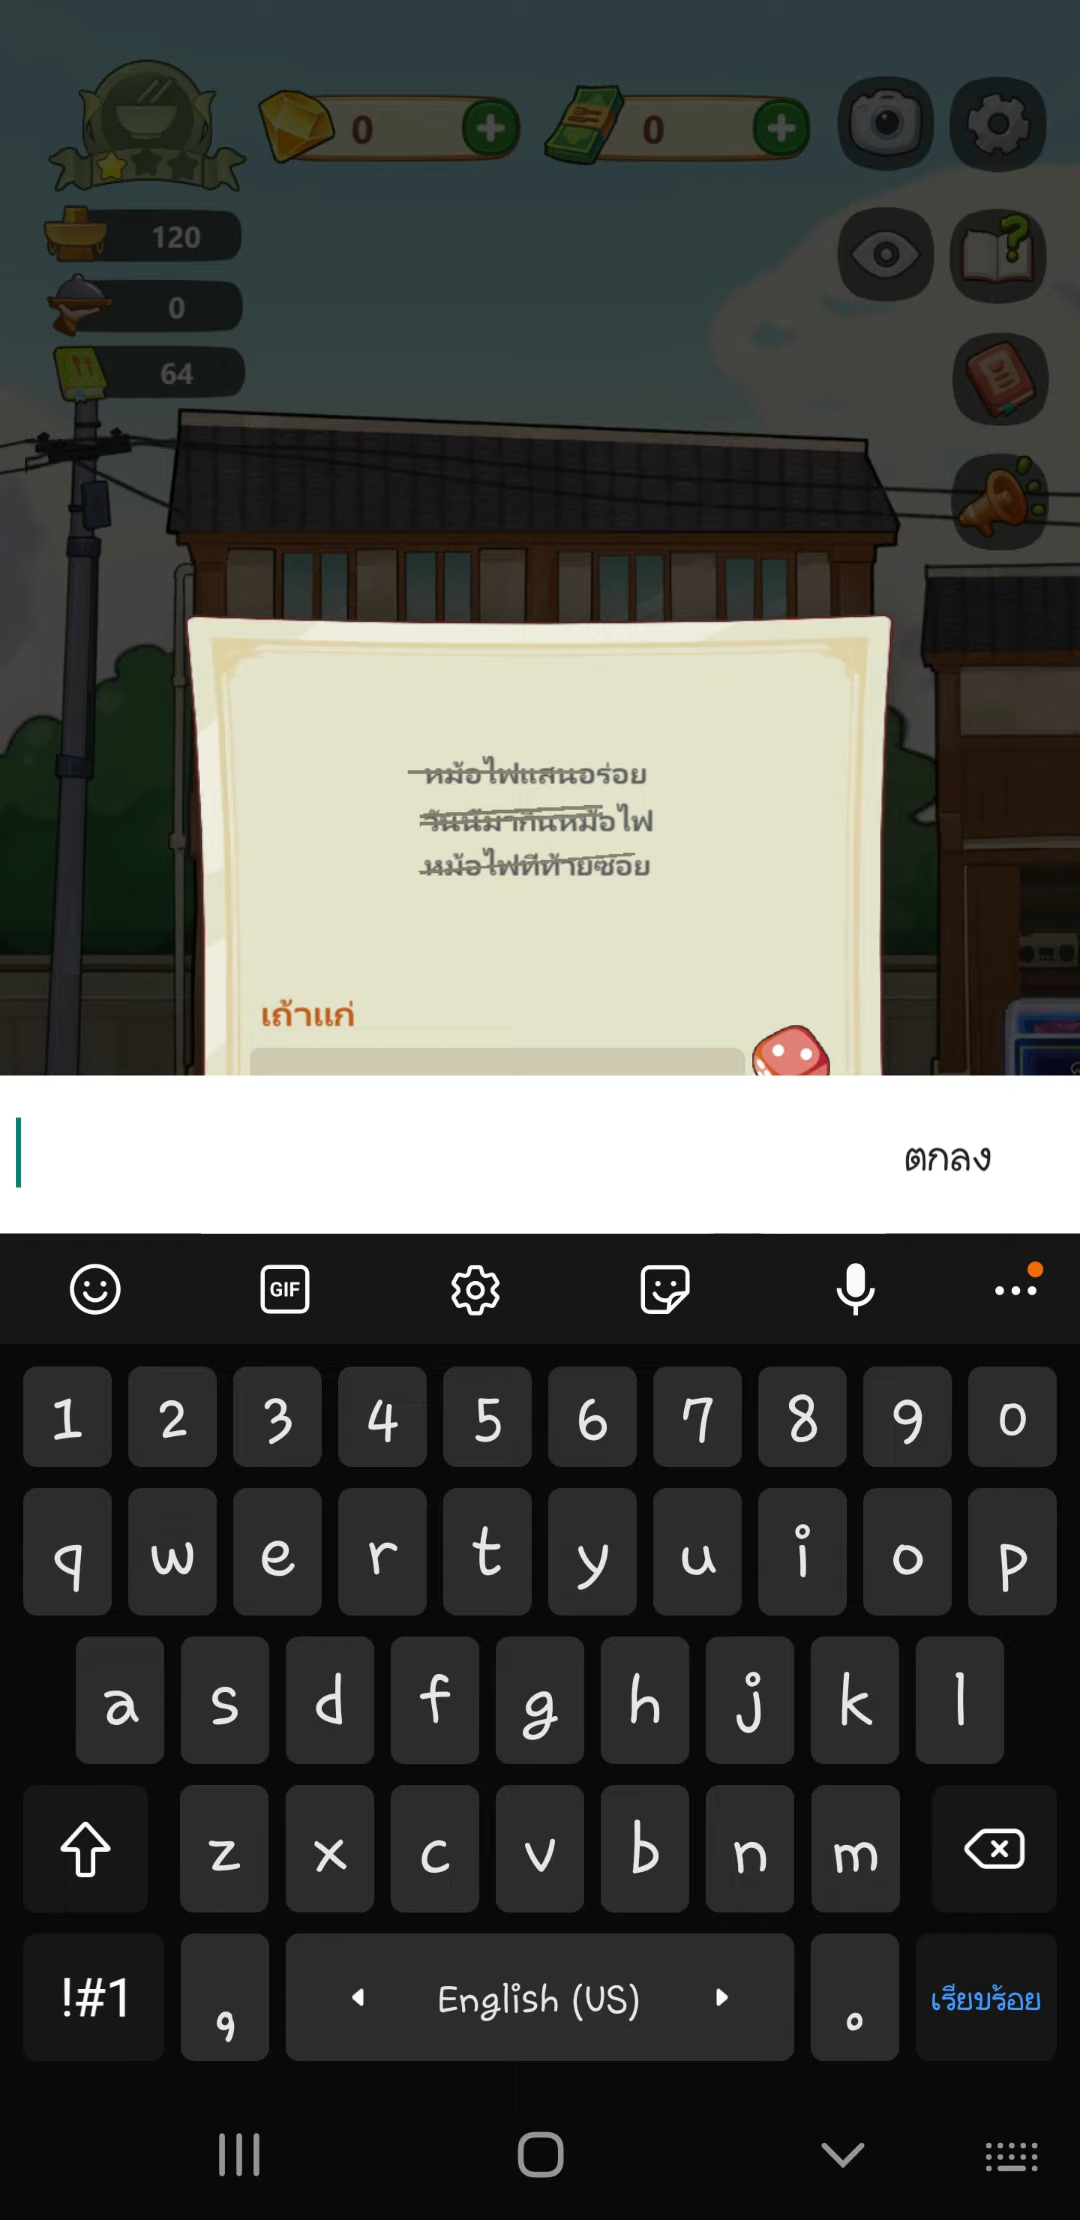 0
0
120
0
64
หม้อไฟแสนอร่อย
วันนี้มากินหม้อไฟ
หม้อไฟที่ท้ายซอย
เถ้าแก่
ตกลง
GIF
1 2 3 4 5 6 7 8 9 0
q w e r t y u i o p
a s d f g h j k l
z x c v b n m
!#1 , English (US) . เรียบร้อย